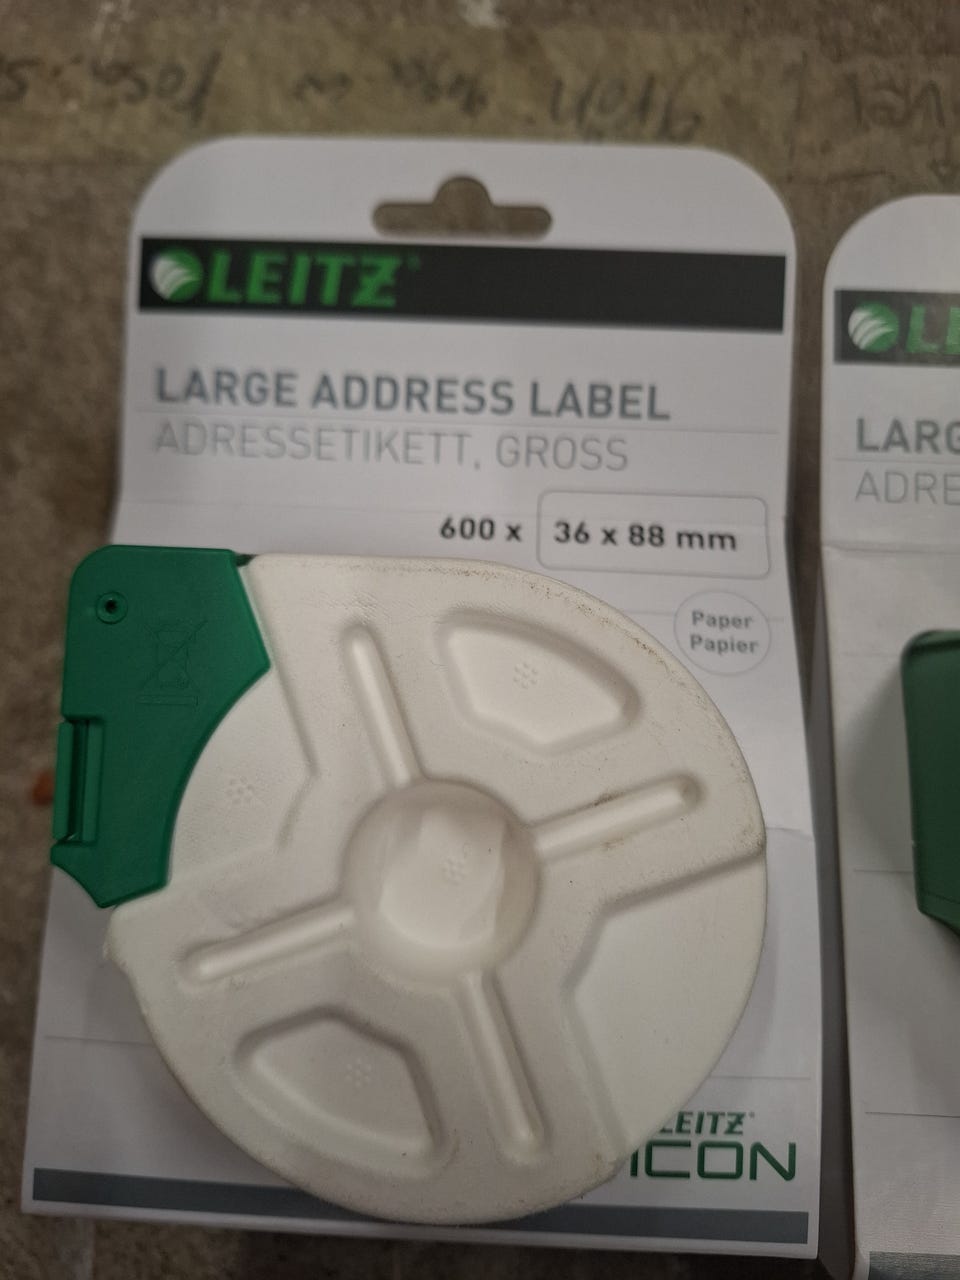 LEITZ®
LARGE ADDRESS LABEL
ADRESSETIKETT, GROSS
600 x 36 x 88 mm
Paper
Papier
LEITZ®
ICON
LARG
ADRE